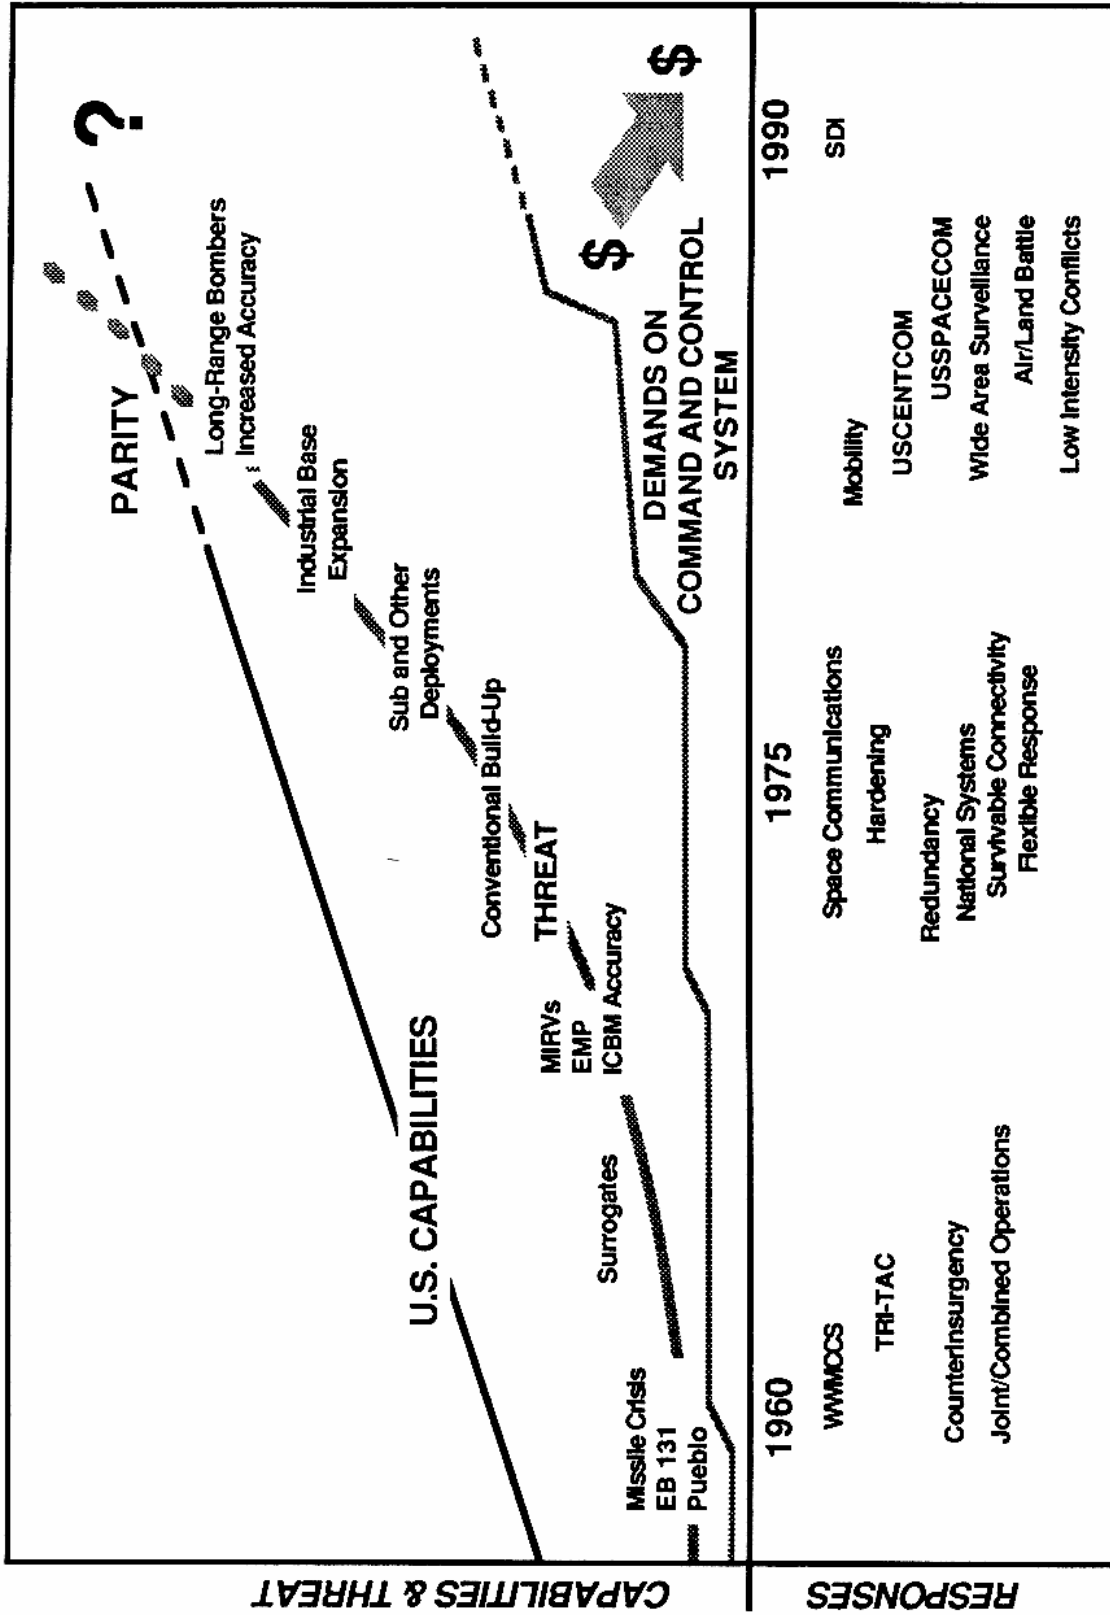 CAPABILITIES & THREAT
?
PARITY
U.S. CAPABILITIES
Long-Range Bombers
Increased Accuracy
Industrial Base
Expansion
Sub and Other
Deployments
Conventional Build-Up
THREAT
MIRVs
EMP
ICBM Accuracy
Surrogates
Missile Crisis
EB 131
Pueblo
$
$
DEMANDS ON
COMMAND AND CONTROL
SYSTEM
RESPONSES
1960
1975
1990
WWMCCS
TRI-TAC
Counterinsurgency
Joint/Combined Operations
Space Communications
Hardening
Redundancy
National Systems
Survivable Connectivity
Flexible Response
Mobility
USCENTCOM
USSPACECOM
Wide Area Surveillance
Air/Land Battle
Low Intensity Conflicts
SDI